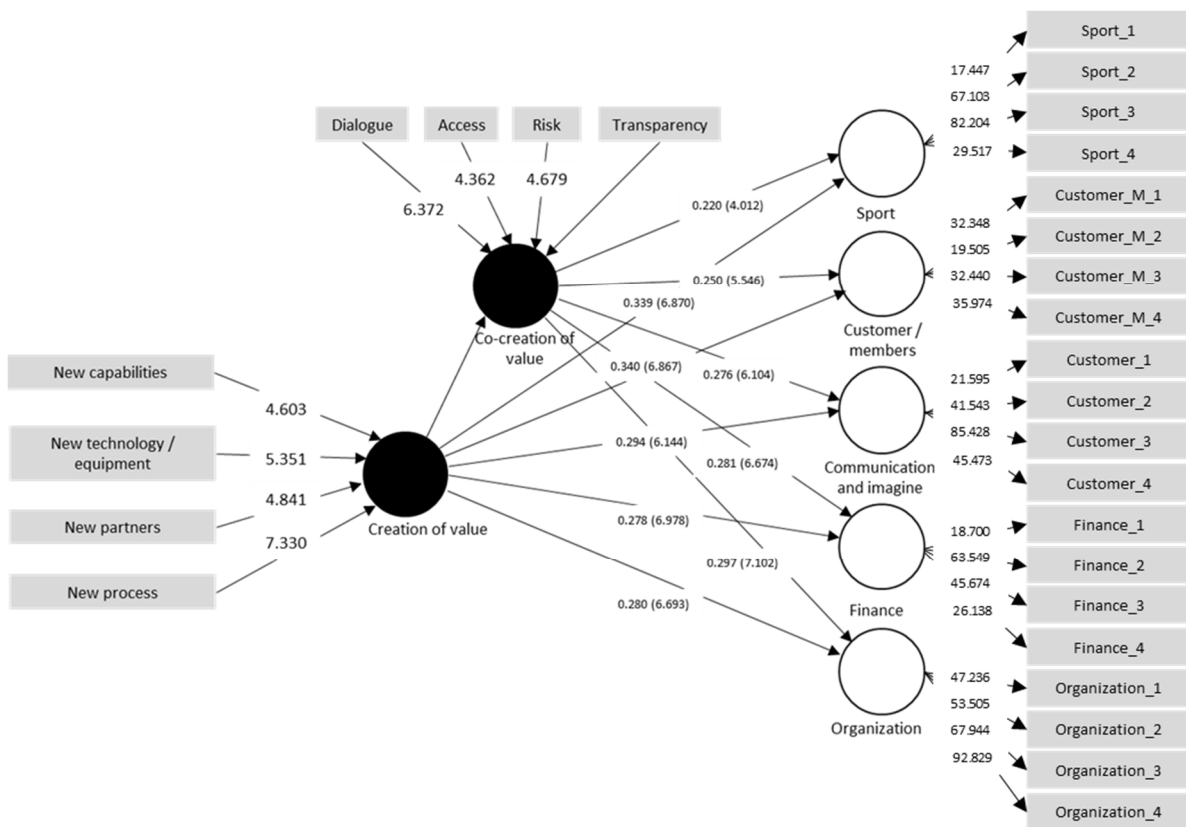 Sport_1
17.447
Sport_2
67.103
Sport_3
82.204
Sport_4
29.517
Dialogue
Access
Risk
Transparency
4.362
4.679
6.372
0.220 (4.012)
Sport
Customer_M_1
32.348
Customer_M_2
19.505
Customer_M_3
32.440
Customer_M_4
35.974
0.250 (5.546)
0.339 (6.870)
Customer /
members
Co-creation of
value
0.340 (6.867)
0.276 (6.104)
Customer_1
21.595
Customer_2
41.543
Customer_3
85.428
Customer_4
45.473
New capabilities
4.603
New technology /
equipment
5.351
4.841
New partners
7.330
New process
Creation of value
0.294 (6.144)
0.281 (6.674)
Communication
and imagine
0.278 (6.978)
Finance_1
18.700
Finance_2
63.549
Finance_3
45.674
Finance_4
26.138
0.297 (7.102)
Finance
0.280 (6.693)
Organization_1
47.236
Organization_2
53.505
Organization_3
67.944
Organization_4
92.829
Organization